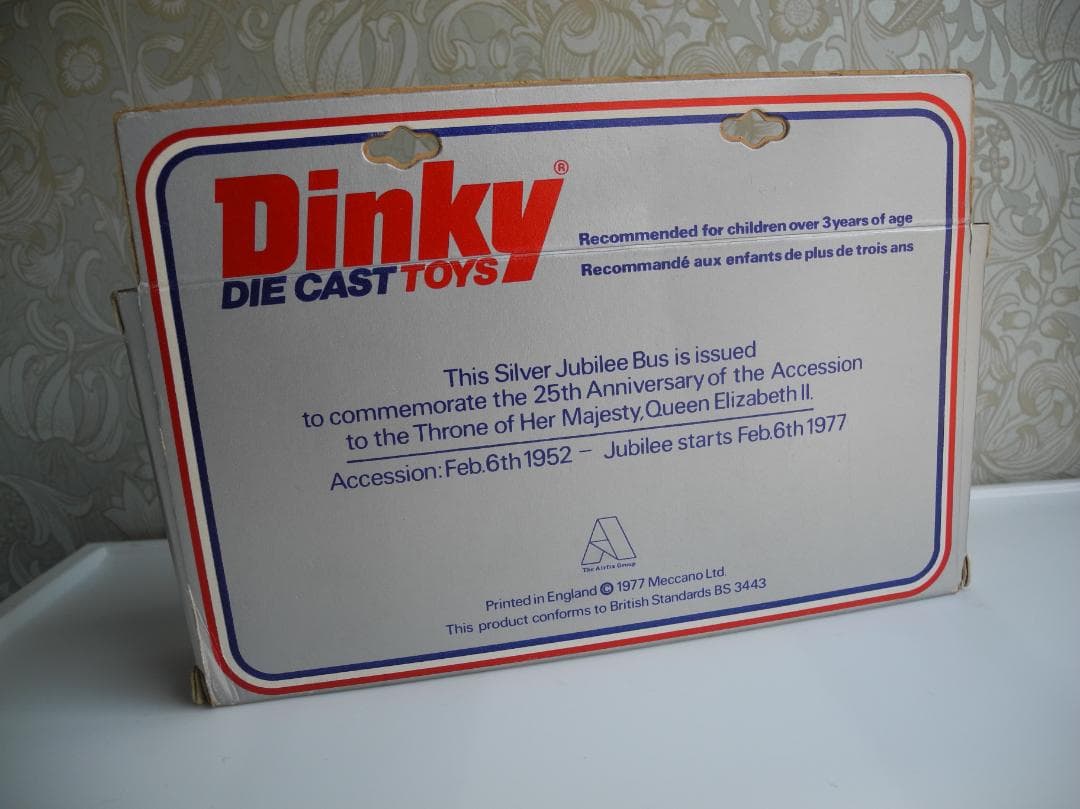 Dinky®
DIE CAST TOYS
Recommended for children over 3 years of age
Recommandé aux enfants de plus de trois ans
This Silver Jubilee Bus is issued
to commemorate the 25th Anniversary of the Accession
to the Throne of Her Majesty, Queen Elizabeth II.
Accession: Feb.6th 1952 – Jubilee starts Feb.6th 1977
The Airfix Group
Printed in England © 1977 Meccano Ltd.
This product conforms to British Standards BS 3443